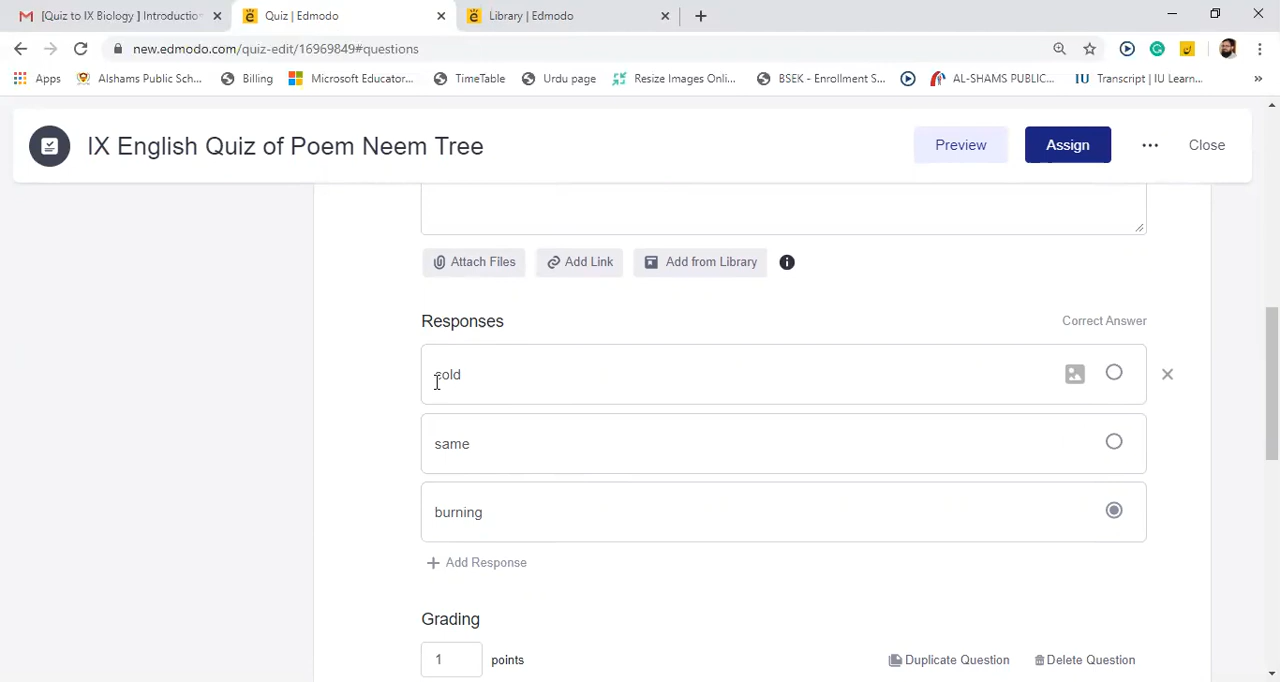 [Quiz to IX Biology ] Introductio
Quiz | Edmodo
Library | Edmodo
new.edmodo.com/quiz-edit/16969849#questions
Apps
Alshams Public Sch...
Billing
Microsoft Educator...
TimeTable
Urdu page
Resize Images Onli...
BSEK - Enrollment S...
AL-SHAMS PUBLIC...
IU Transcript | IU Learn...
»
IX English Quiz of Poem Neem Tree
Preview
Assign
Close
Attach Files
Add Link
Add from Library
Responses
Correct Answer
cold
same
burning
Add Response
Grading
1 points
Duplicate Question
Delete Question